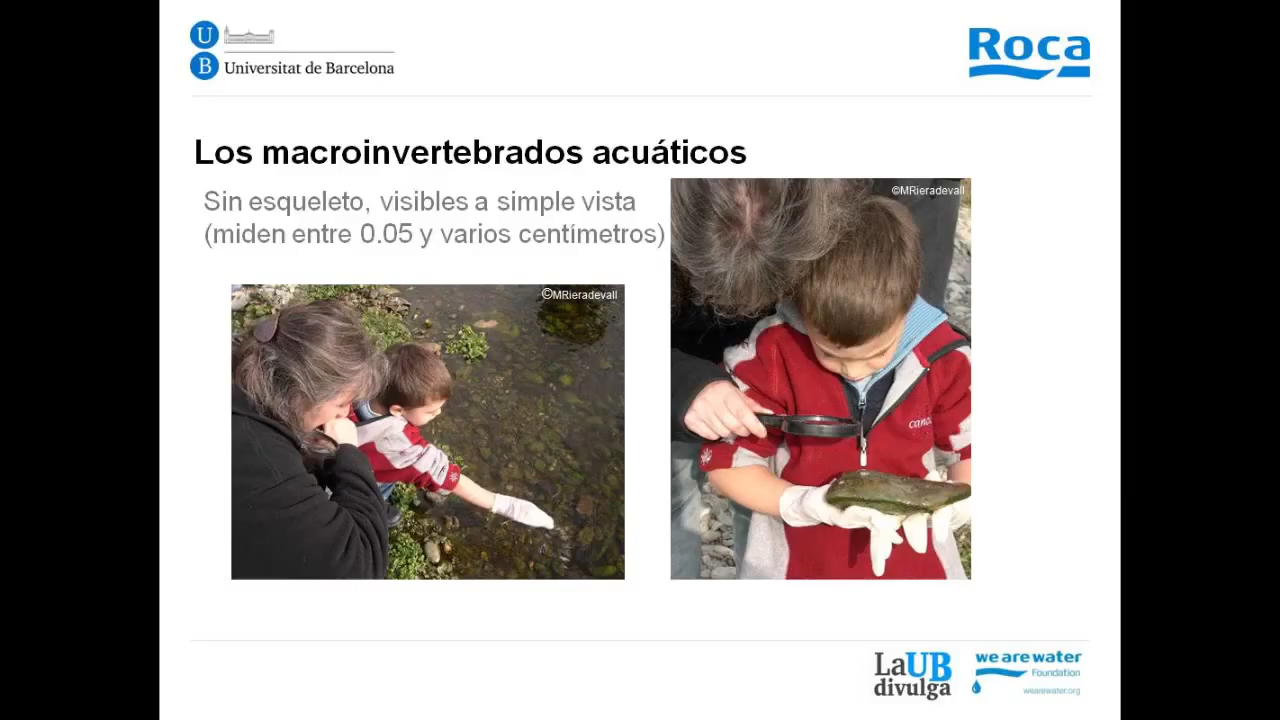 U
B Universitat de Barcelona
Roca
Los macroinvertebrados acuáticos
Sin esqueleto, visibles a simple vista
(miden entre 0.05 y varios centímetros)
©MRieradevall
©MRieradevall
LaUB
divulga
we are water
Foundation
wearewater.org